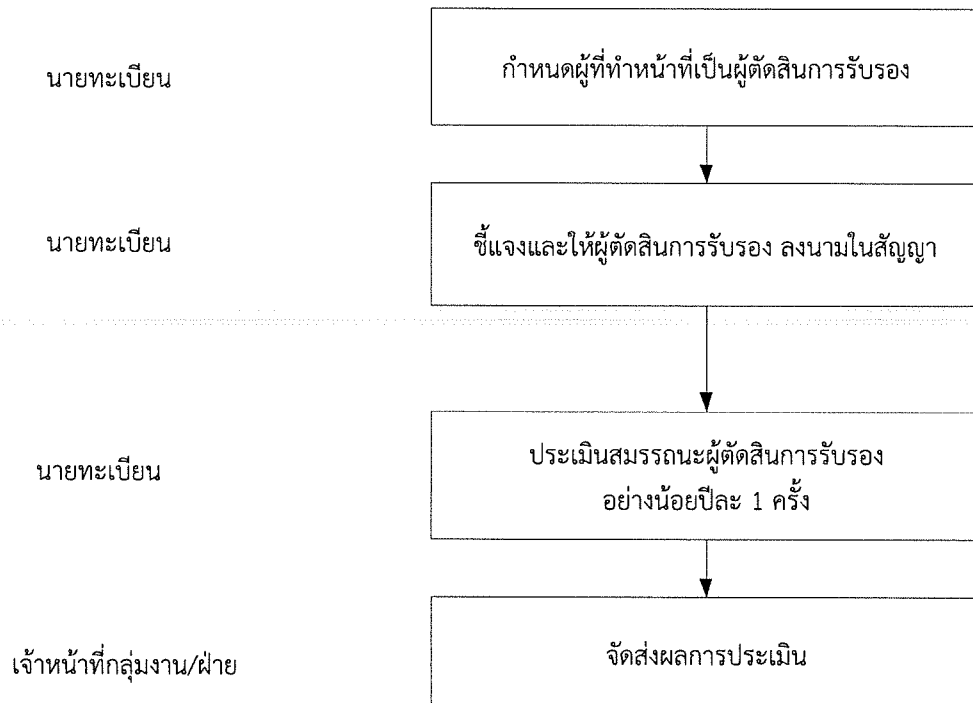 นายทะเบียน
กำหนดผู้ที่ทำหน้าที่เป็นผู้ตัดสินการรับรอง
นายทะเบียน
ชี้แจงและให้ผู้ตัดสินการรับรอง ลงนามในสัญญา
นายทะเบียน
ประเมินสมรรถนะผู้ตัดสินการรับรอง
อย่างน้อยปีละ 1 ครั้ง
เจ้าหน้าที่กลุ่มงาน/ฝ่าย
จัดส่งผลการประเมิน